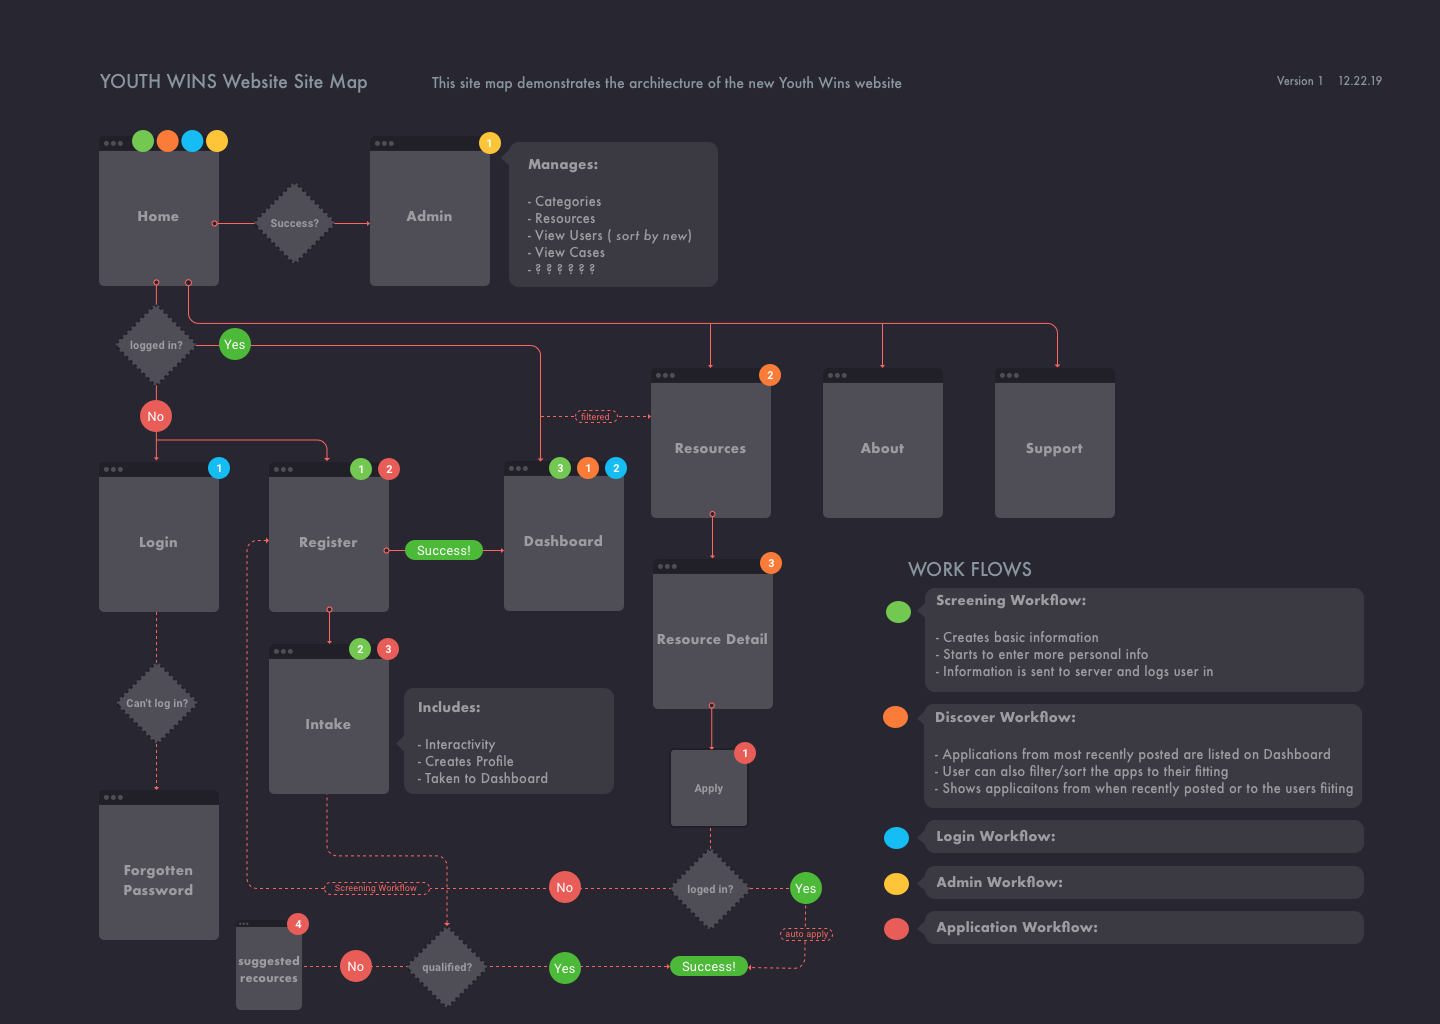 YOUTH WINS Website Site Map
This site map demonstrates the architecture of the new Youth Wins website
Version 1 12.22.19
1
Manages:
- Categories
- Resources
- View Users ( sort by new)
- View Cases
- ? ? ? ? ? ?
Home
Success?
Admin
logged in?
Yes
No
filtered
2
Resources
About
Support
1
Login
1 2
Register
Success!
3 1 2
Dashboard
3
Resource Detail
2 3
Intake
Includes:
- Interactivity
- Creates Profile
- Taken to Dashboard
Can't log in?
Forgotten
Password
1
Apply
loged in?
No
Yes
Screening Workflow
auto apply
4
suggested
recources
No
qualified?
Yes
Success!
WORK FLOWS
Screening Workflow:
- Creates basic information
- Starts to enter more personal info
- Information is sent to server and logs user in
Discover Workflow:
- Applications from most recently posted are listed on Dashboard
- User can also filter/sort the apps to their fitting
- Shows applicaitons from when recently posted or to the users fiiting
Login Workflow:
Admin Workflow:
Application Workflow: